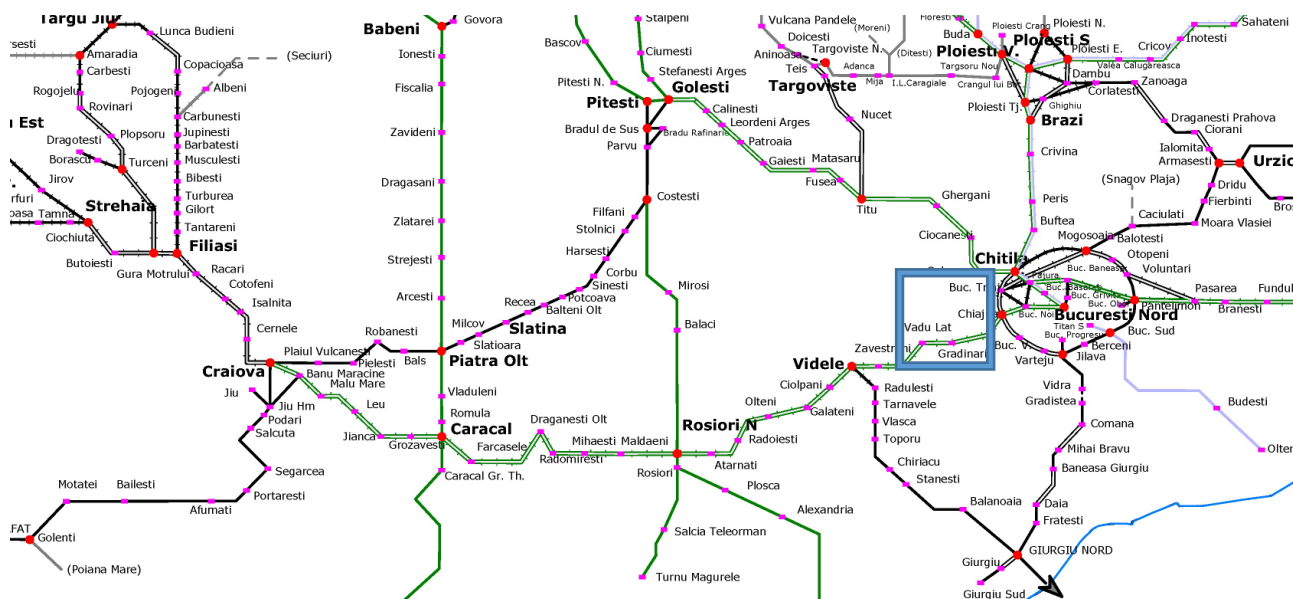 Targu Jiu
Lunca Budieni
Amaradia
Carbesti
Copacioasa
(Seciuri)
Rogojelu
Pojogeni
Albeni
Rovinari
Carbunesti
Plopsoru
Jupinesti
Dragotesti
Barbatesti
Borascu
Turceni
Musculesti
Jirov
Bibesti
Turburea
Strehaia
Gilort
Tamna
Tantareni
Ciochiuta
Filiasi
Butoiesti
Gura Motrului
Racari
Cotofeni
Isalnita
Cernele
Craiova
Plaiul Vulcanesti
Robanesti
Pielesti
Bals
Banu Maracine
Malu Mare
Jiu
Jiu Hm
Leu
Podari
Salcuta
Jianca
Grozavesti
Segarcea
Portaresti
Motatei
Bailesti
Afumati
Golenti
(Poiana Mare)
Babeni
Govora
Ionesti
Fiscalia
Zavideni
Dragasani
Zlatarei
Strejesti
Arcesti
Piatra Olt
Vladuleni
Romula
Caracal
Caracal Gr. Th.
Farcasele
Draganesti Olt
Radomiresti
Mihaesti
Maldaeni
Milcov
Slatioara
Slatina
Recea
Balteni Olt
Potcoava
Sinesti
Corbu
Harsesti
Stolnici
Filfani
Costesti
Bascov
Stalpeni
Ciumesti
Pitesti N.
Stefanesti Arges
Pitesti
Golesti
Bradul de Sus
Bradu Rafinarie
Parvu
Calinesti
Leordeni Arges
Patroaia
Gaiesti
Matasaru
Fusea
Titu
Mirosi
Balaci
Rosiori N
Rosiori
Atarnati
Radoiesti
Olteni
Galateni
Ciolpani
Plosca
Alexandria
Salcia Teleorman
Turnu Magurele
Videle
Zavestreni
Vadu Lat
Gradinari
Radulesti
Tarnavele
Vlasca
Toporu
Chiriacu
Stanesti
Balanoaia
GIURGIU NORD
Giurgiu
Giurgiu Sud
Vulcana Pandele
Doicesti
Aninoasa
Teis
Targoviste N.
Targoviste
(Moreni)
Adanca
Mija
(Ditesti)
I.L.Caragiale
Targsoru Nou
Nucet
Ghergani
Ciocanesti
Floresti
Buda
Ploiesti Crang
Ploiesti N.
Ploiesti V.
Ploiesti S
Ploiesti E.
Valea Calugareasca
Cricov
Inotesti
Sahateni
Dambu
Corlatesti
Zanoaga
Ghighiu
Ploiesti Tj.
Brazi
Crivina
Peris
Buftea
Draganesti Prahova
Ciorani
Ialomita
Armasesti
Dridu
Fierbinti
Moara Vlasiei
(Snagov Plaja)
Caciulati
Balotesti
Mogosoaia
Otopeni
Voluntari
Chitila
Pajura
Buc. Baneasa
Buc. Basarab
Buc. Grivita
Buc. Noi
Bucuresti Nord
Pantelimon
Pasarea
Branesti
Titan S
Buc. Progresu
Buc. Sud
Berceni
Jilava
Varteju
Vidra
Gradistea
Comana
Mihai Bravu
Baneasa Giurgiu
Daia
Fratesti
Budesti